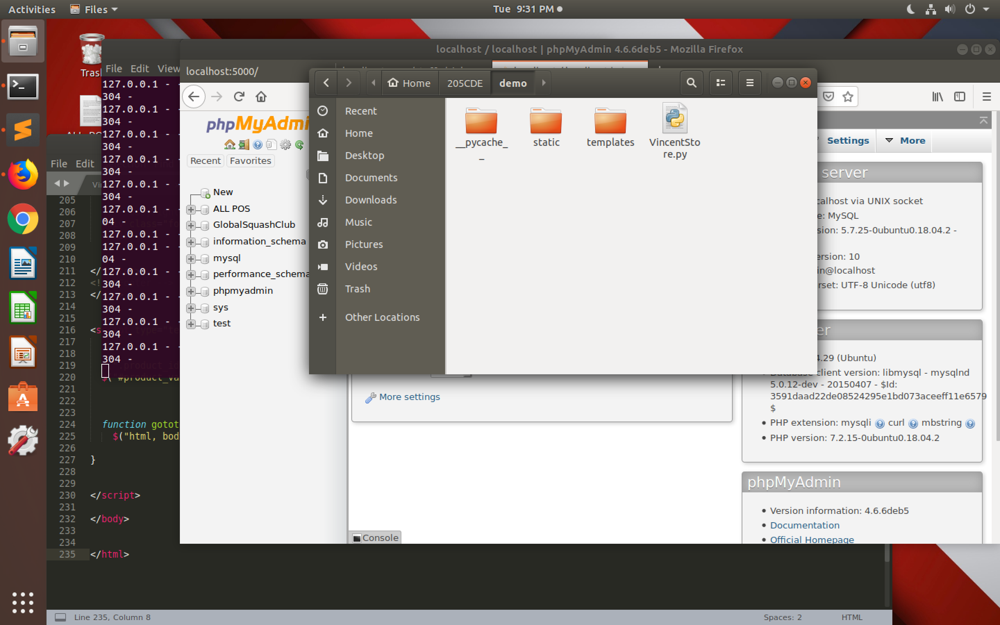 Activities
Files
Tue 9:31 PM
localhost / localhost | phpMyAdmin 4.6.6deb5 - Mozilla Firefox
File Edit View
localhost:5000/
Home 205CDE demo
127.0.0.1 - -
304 -
127.0.0.1 - -
304 -
127.0.0.1 - -
304 -
127.0.0.1 - -
304 -
127.0.0.1 - -
304 -
127.0.0.1 - -
04 -
127.0.0.1 - -
127.0.0.1 - -
04 -
127.0.0.1 - -
304 -
127.0.0.1 - -
304 -
127.0.0.1 - -
304 -
127.0.0.1 - -
304 -
phpMyAdmi
Recent Favorites
New
ALL POS
GlobalSquashClub
information_schema
mysql
performance_schema
phpmyadmin
sys
test
Recent
Home
Desktop
Documents
Downloads
Music
Pictures
Videos
Trash
Other Locations
__pycache_
_
static
templates
VincentSto
re.py
Settings
More
server
calhost via UNIX socket
e: MySQL
sion: 5.7.25-0ubuntu0.18.04.2 -
ersion: 10
in@localhost
rset: UTF-8 Unicode (utf8)
er
4.29 (Ubuntu)
Database client version: libmysql - mysqlnd
5.0.12-dev - 20150407 - $Id:
3591daad22de08524295e1bd073aceeff11e6579
$
PHP extension: mysqli curl mbstring
PHP version: 7.2.15-0ubuntu0.18.04.2
phpMyAdmin
Version information: 4.6.6deb5
Documentation
Official Homepage
More settings
Console
File Edit
205
206
207 class="fo
208
209
210
211 </
212 <!
213 </
214
215
216 <s type="te
217
218
219 .product_id
220 $("#product_va
221
222
223
224 function gotot
225 $("html, bod
226
227 }
228
229
230 </script>
231
232 </body>
233
234
235 </html>
Line 235, Column 8
Spaces: 2
HTML